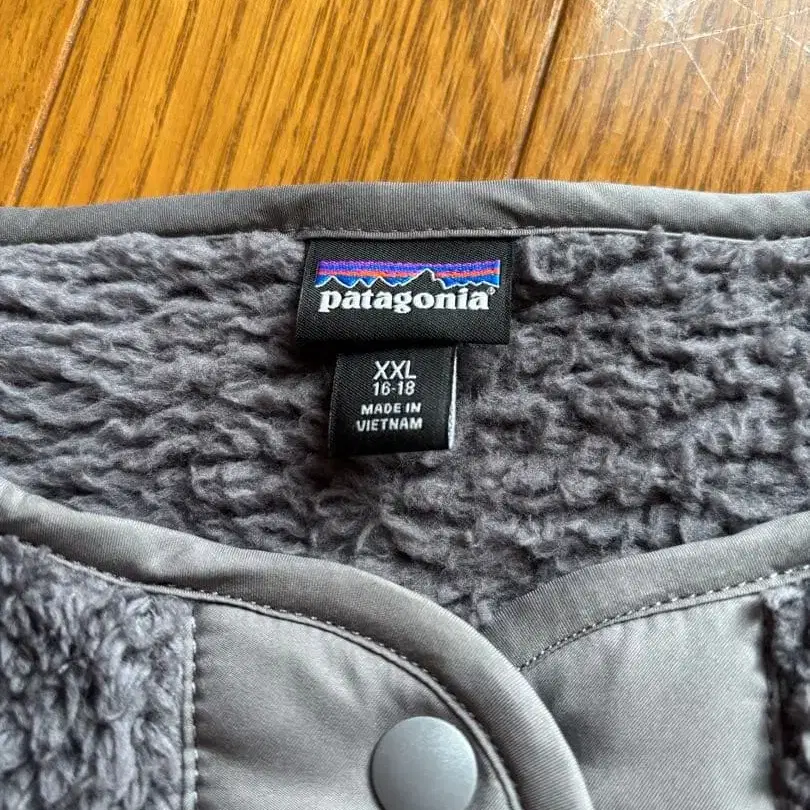 patagonia®
XXL
16-18
MADE IN
VIETNAM